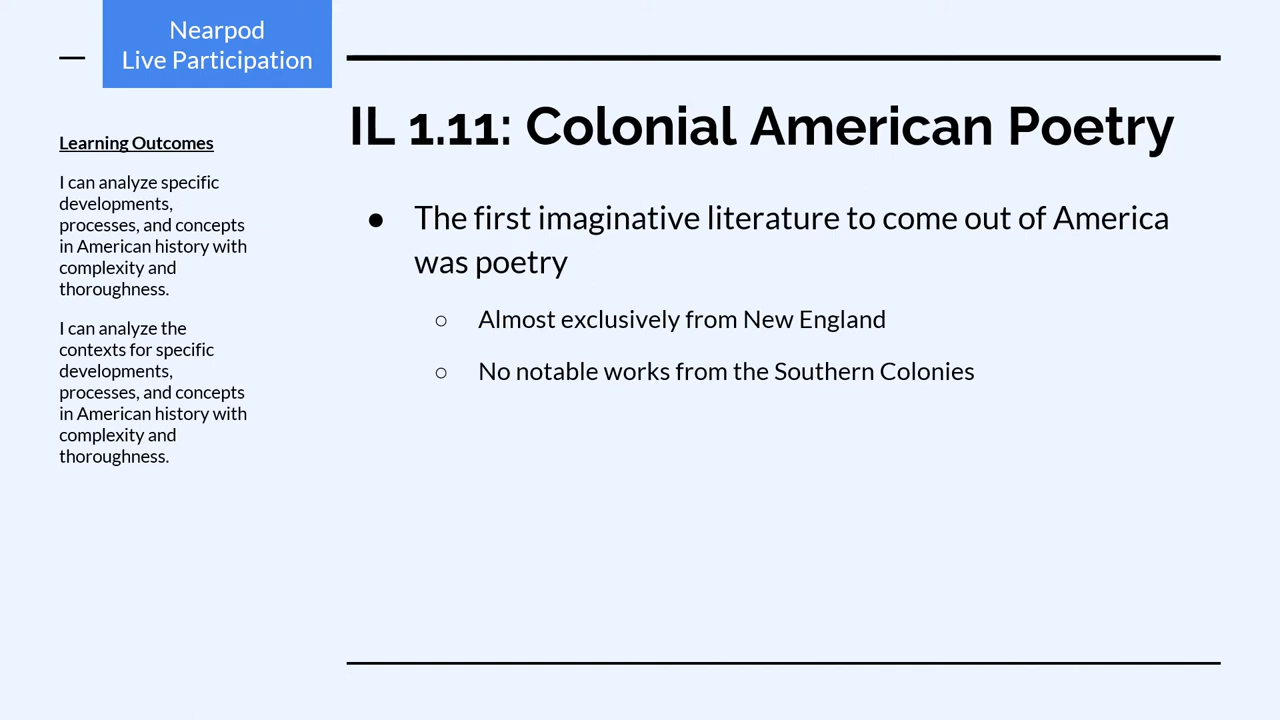 Nearpod
Live Participation
IL 1.11: Colonial American Poetry
Learning Outcomes
I can analyze specific
developments,
processes, and concepts
in American history with
complexity and
thoroughness.
I can analyze the
contexts for specific
developments,
processes, and concepts
in American history with
complexity and
thoroughness.
● The first imaginative literature to come out of America
was poetry
○ Almost exclusively from New England
○ No notable works from the Southern Colonies